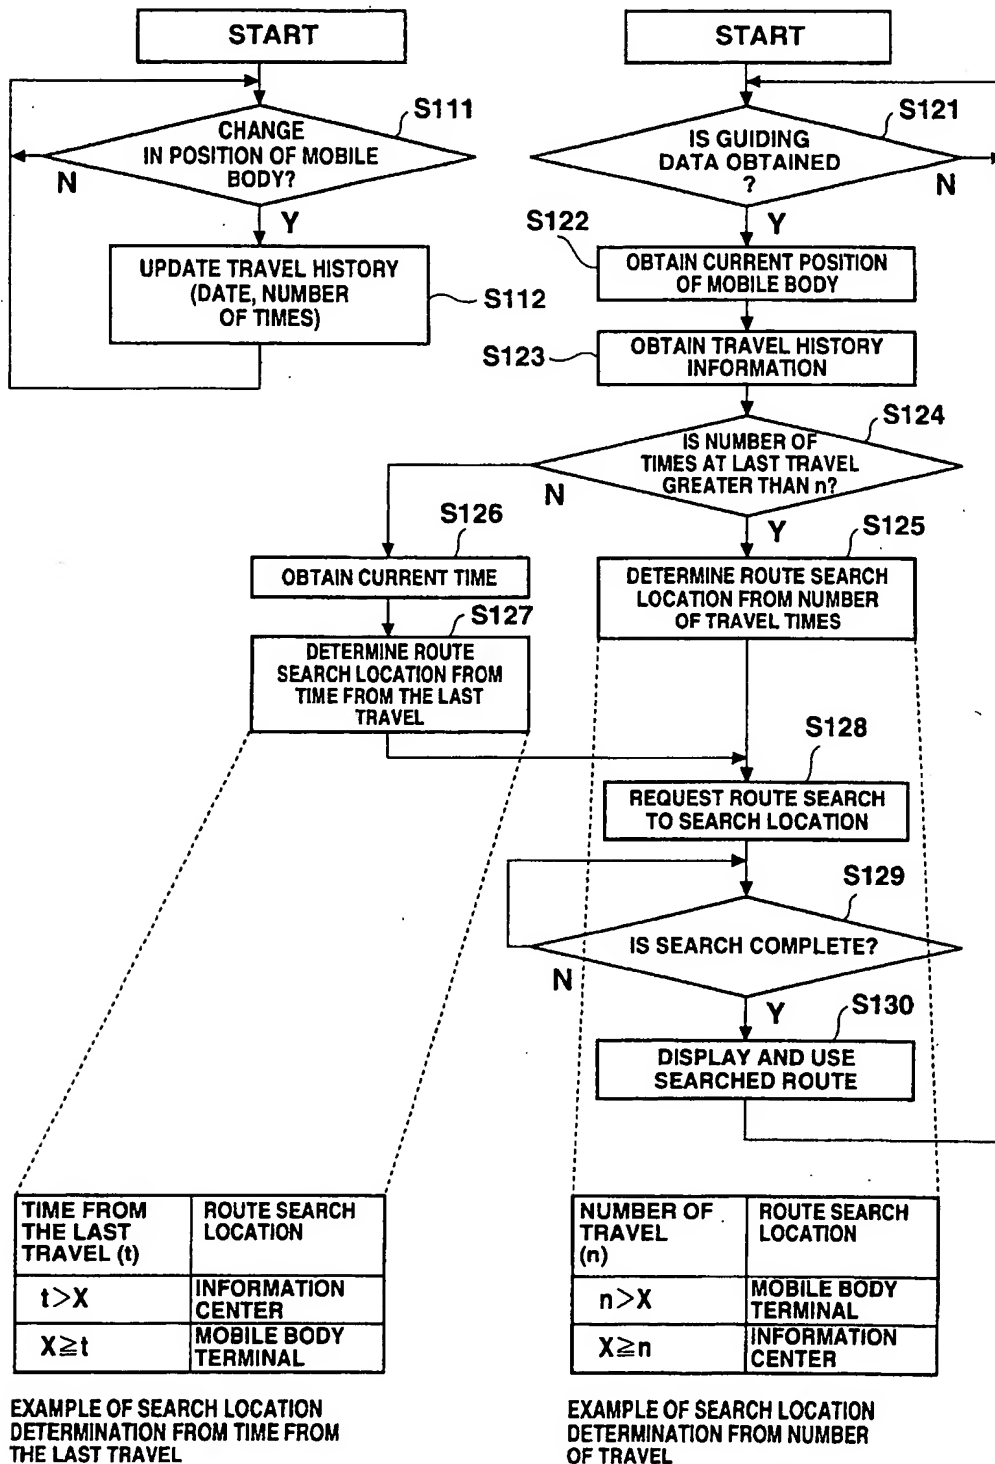 START
S111
CHANGE
IN POSITION OF MOBILE
BODY?
N
Y
UPDATE TRAVEL HISTORY
(DATE, NUMBER
OF TIMES)
S112
START
S121
IS GUIDING
DATA OBTAINED
?
N
Y
S122
OBTAIN CURRENT POSITION
OF MOBILE BODY
S123
OBTAIN TRAVEL HISTORY
INFORMATION
S124
IS NUMBER OF
TIMES AT LAST TRAVEL
GREATER THAN n?
N
Y
S126
OBTAIN CURRENT TIME
S127
DETERMINE ROUTE
SEARCH LOCATION FROM
TIME FROM THE LAST
TRAVEL
S125
DETERMINE ROUTE SEARCH
LOCATION FROM NUMBER
OF TRAVEL TIMES
S128
REQUEST ROUTE SEARCH
TO SEARCH LOCATION
S129
IS SEARCH COMPLETE?
N
Y
S130
DISPLAY AND USE
SEARCHED ROUTE
TIME FROM
THE LAST
TRAVEL (t)
ROUTE SEARCH
LOCATION
t>X
INFORMATION
CENTER
X≧t
MOBILE BODY
TERMINAL
EXAMPLE OF SEARCH LOCATION
DETERMINATION FROM TIME FROM
THE LAST TRAVEL
NUMBER OF
TRAVEL
(n)
ROUTE SEARCH
LOCATION
n>X
MOBILE BODY
TERMINAL
X≧n
INFORMATION
CENTER
EXAMPLE OF SEARCH LOCATION
DETERMINATION FROM NUMBER
OF TRAVEL